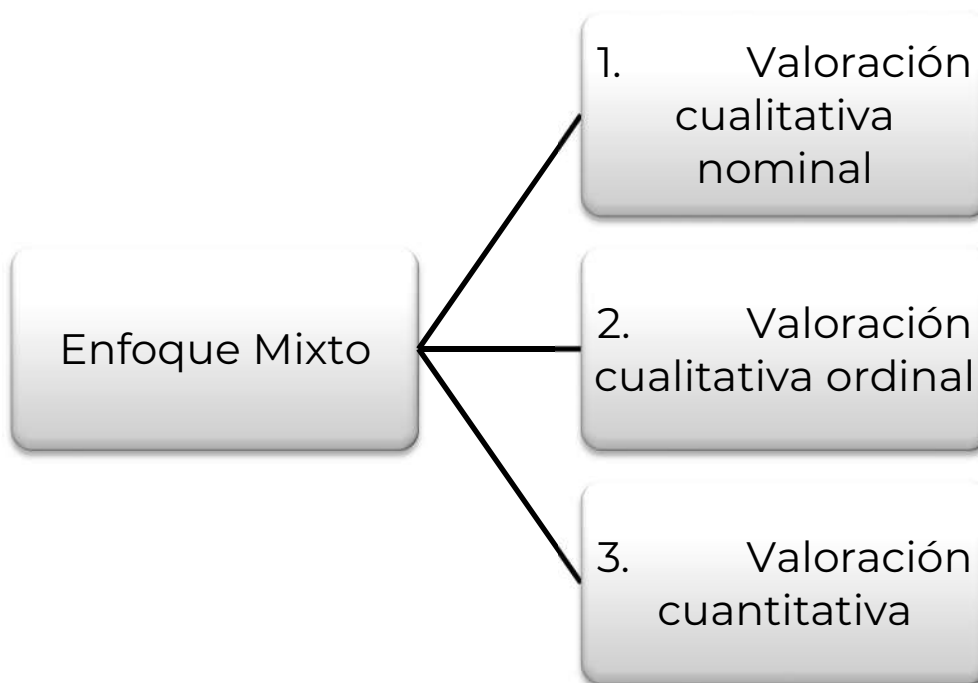 1. Valoración
cualitativa
nominal
Enfoque Mixto
2. Valoración
cualitativa ordinal
3. Valoración
cuantitativa